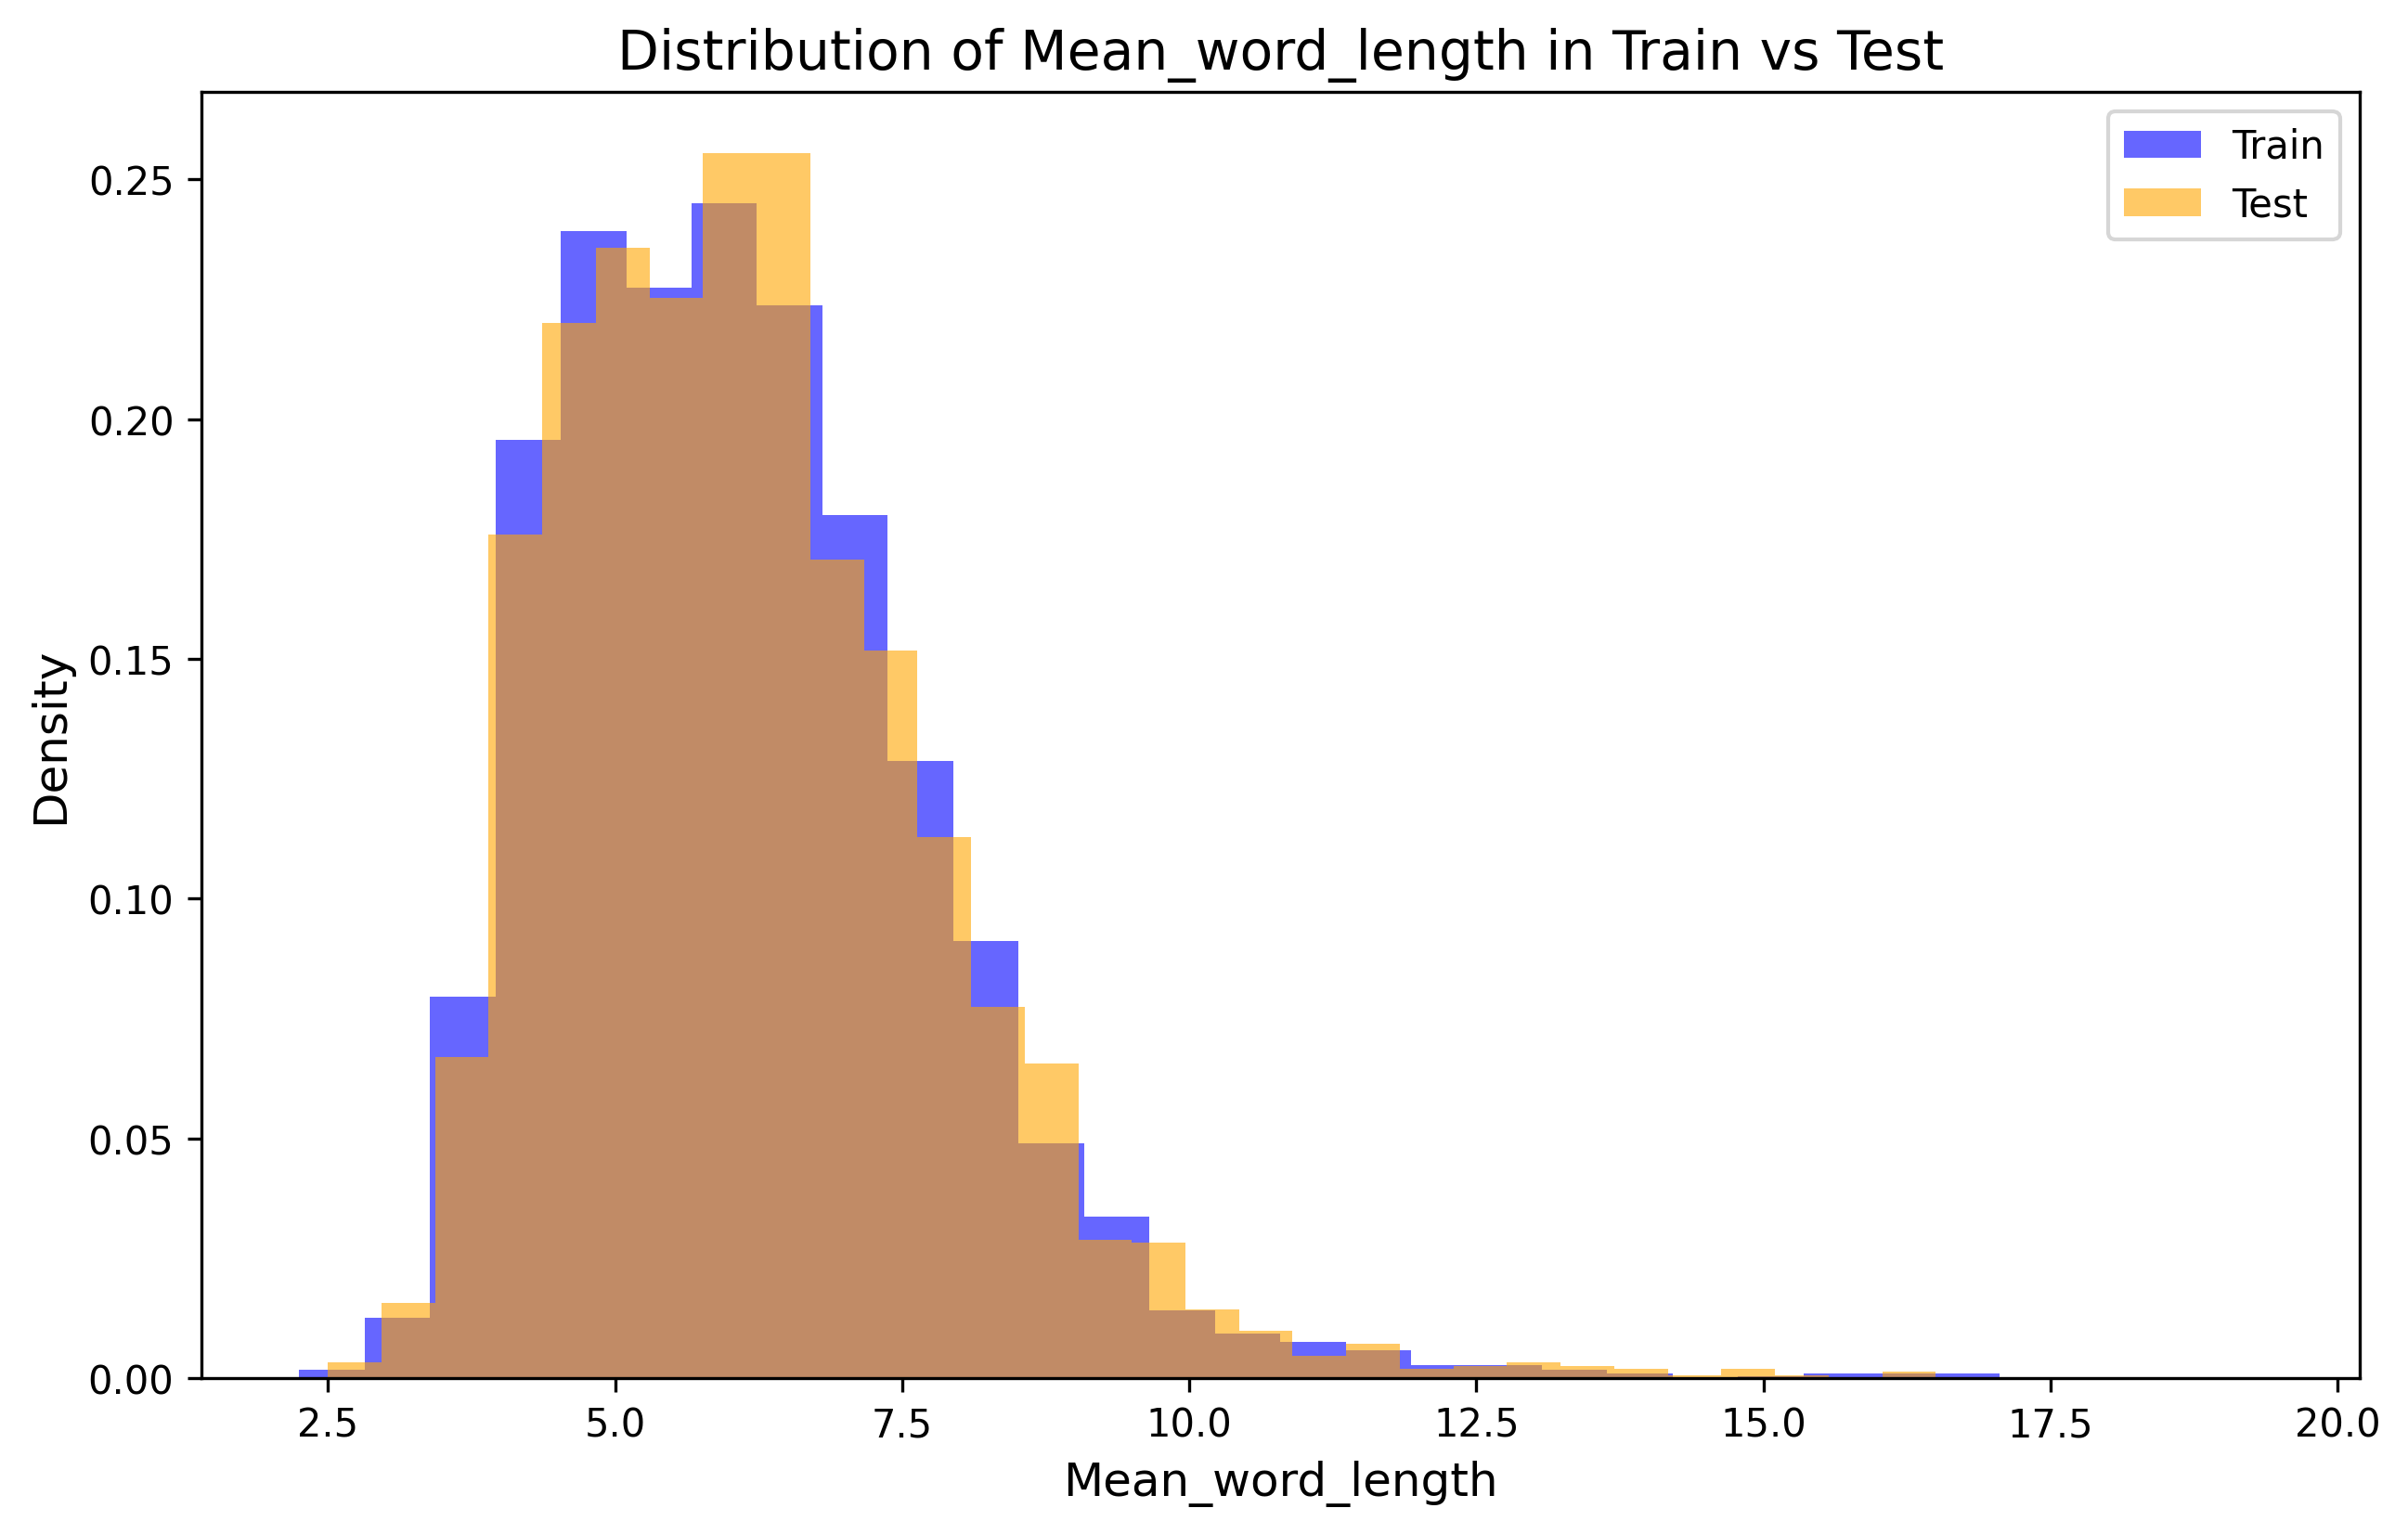 Distribution of Mean_word_length in Train vs Test
Train
Test
0.25
0.20
0.15
0.10
0.05
0.00
Density
2.5 5.0 7.5 10.0 12.5 15.0 17.5 20.0
Mean_word_length